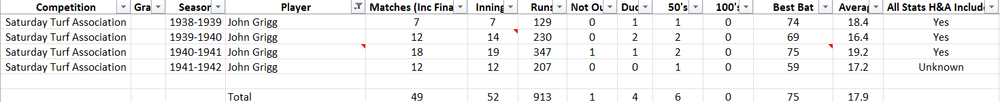 Competition Gra Season Player Matches (Inc Fina Inning Runs Not Ou Duc 50's 100's Best Bat Averag All Stats H&A Include
Saturday Turf Association 1938-1939 John Grigg 7 7 129 0 1 1 0 74 18.4 Yes
Saturday Turf Association 1939-1940 John Grigg 12 14 230 0 2 2 0 69 16.4 Yes
Saturday Turf Association 1940-1941 John Grigg 18 19 347 1 1 2 0 75 19.2 Yes
Saturday Turf Association 1941-1942 John Grigg 12 12 207 0 0 1 0 59 17.2 Unknown
Total 49 52 913 1 4 6 0 75 17.9